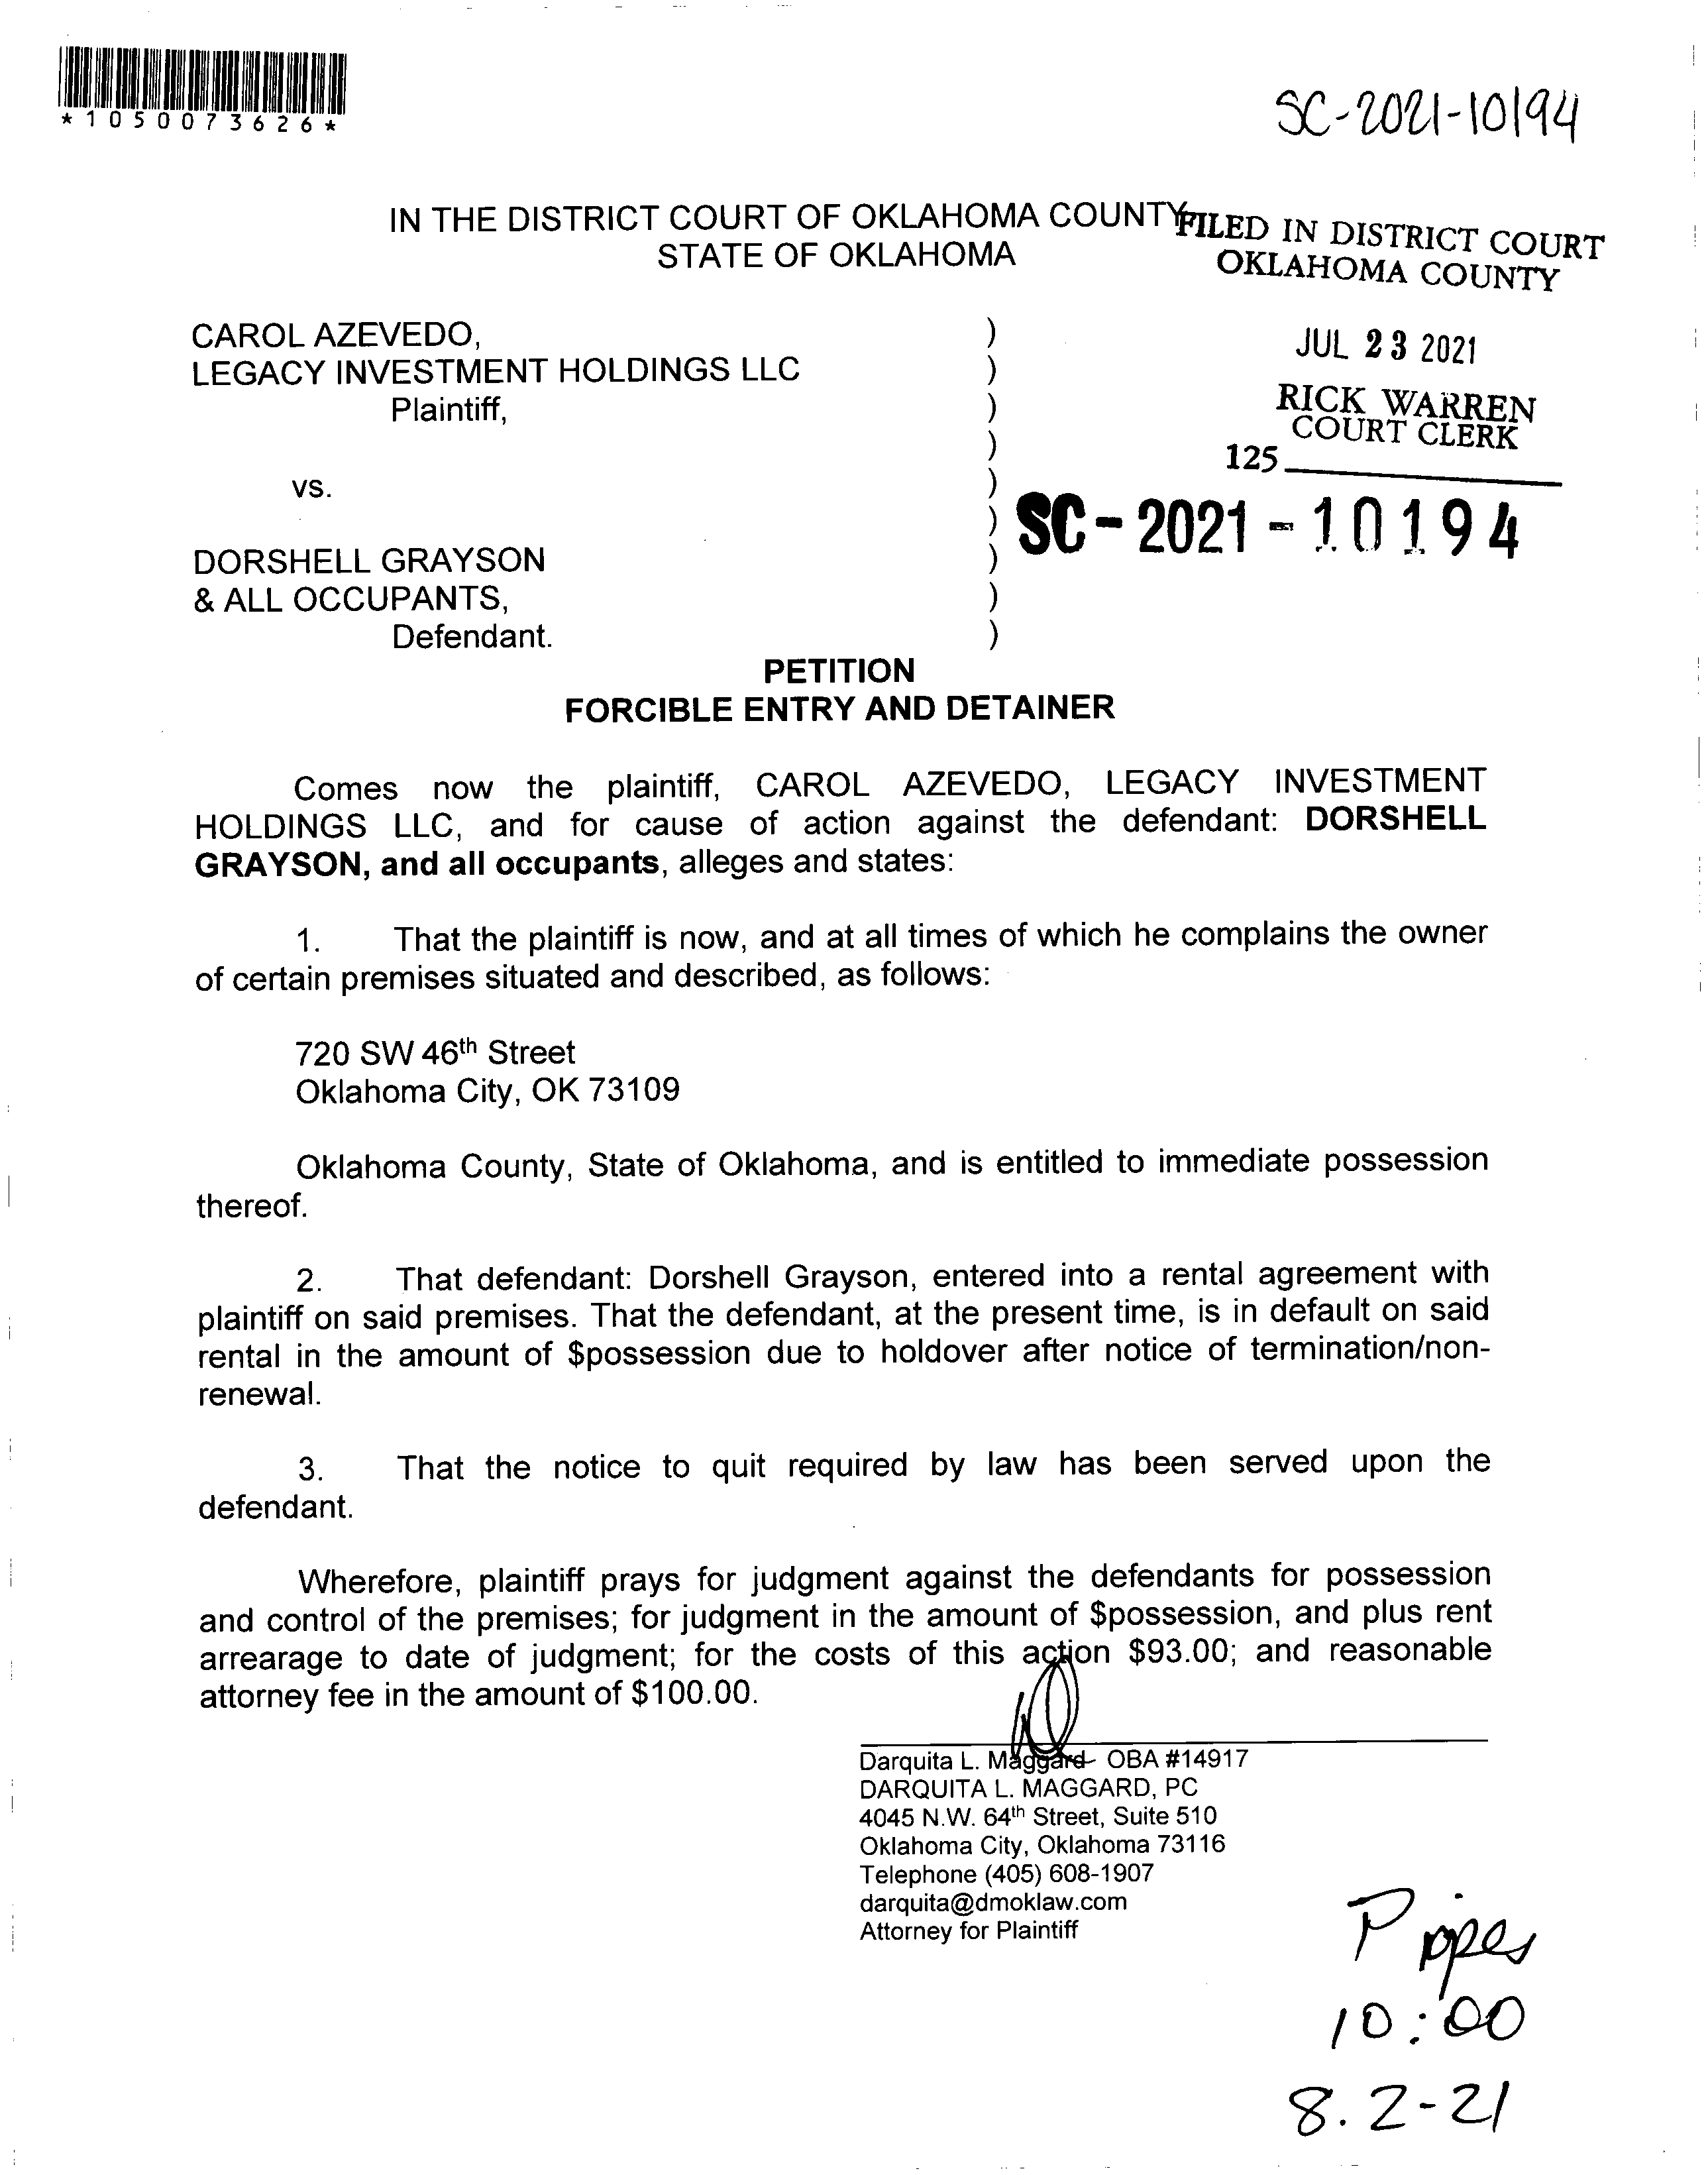 *1050073626*
SC-2021-10194
IN THE DISTRICT COURT OF OKLAHOMA COUNTY
STATE OF OKLAHOMA
FILED IN DISTRICT COURT
OKLAHOMA COUNTY
JUL 23 2021
RICK WARREN
COURT CLERK
125
SC-2021-10194
CAROL AZEVEDO, )
LEGACY INVESTMENT HOLDINGS LLC )
Plaintiff, )
)
vs. )
)
DORSHELL GRAYSON )
& ALL OCCUPANTS, )
Defendant. )
PETITION
FORCIBLE ENTRY AND DETAINER
Comes now the plaintiff, CAROL AZEVEDO, LEGACY INVESTMENT
HOLDINGS LLC, and for cause of action against the defendant: DORSHELL
GRAYSON, and all occupants, alleges and states:
1. That the plaintiff is now, and at all times of which he complains the owner
of certain premises situated and described, as follows:
720 SW 46th Street
Oklahoma City, OK 73109
Oklahoma County, State of Oklahoma, and is entitled to immediate possession
thereof.
2. That defendant: Dorshell Grayson, entered into a rental agreement with
plaintiff on said premises. That the defendant, at the present time, is in default on said
rental in the amount of $possession due to holdover after notice of termination/non-
renewal.
3. That the notice to quit required by law has been served upon the
defendant.
Wherefore, plaintiff prays for judgment against the defendants for possession
and control of the premises; for judgment in the amount of $possession, and plus rent
arrearage to date of judgment; for the costs of this action $93.00; and reasonable
attorney fee in the amount of $100.00.
Darquita L. Maggard OBA #14917
DARQUITA L. MAGGARD, PC
4045 N.W. 64th Street, Suite 510
Oklahoma City, Oklahoma 73116
Telephone (405) 608-1907
darquita@dmoklaw.com
Attorney for Plaintiff
10:00
8.2-21